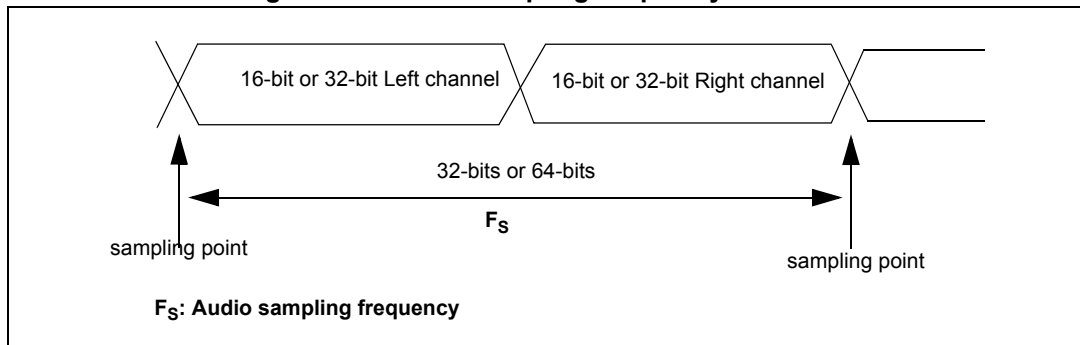 16-bit or 32-bit Left channel 16-bit or 32-bit Right channel
32-bits or 64-bits
FS
sampling point
sampling point
FS: Audio sampling frequency